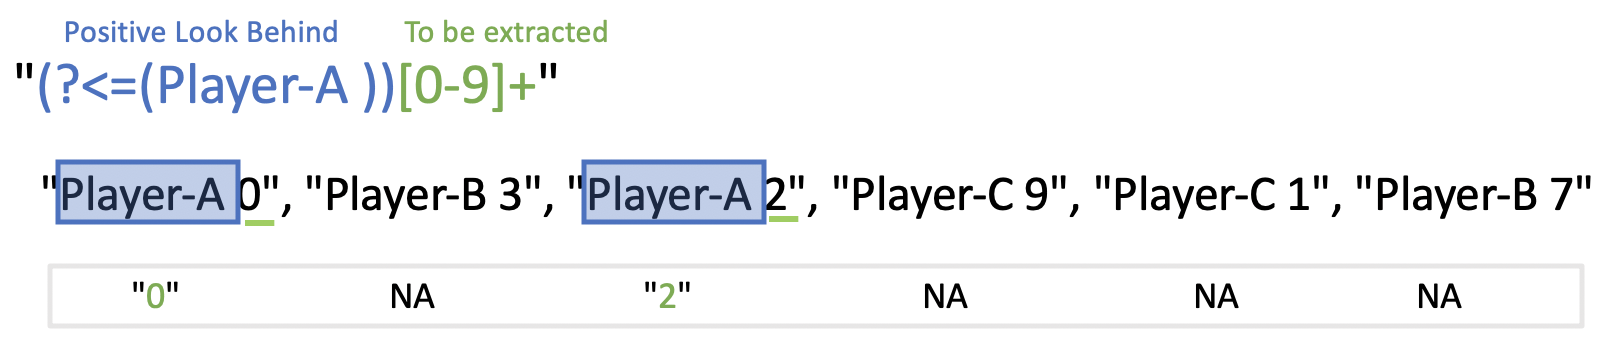 Positive Look Behind To be extracted
"(?<=(Player-A ))[0-9]+"
"Player-A 0", "Player-B 3", "Player-A 2", "Player-C 9", "Player-C 1", "Player-B 7"
"0" NA "2" NA NA NA